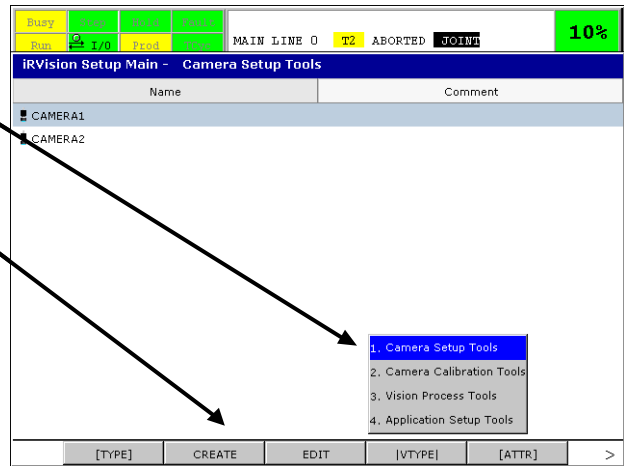 Busy Step Hold Fault
Run I/O Prod TCyc MAIN LINE 0 T2 ABORTED JOINT 10%
iRVision Setup Main - Camera Setup Tools
Name Comment
CAMERA1
CAMERA2
1. Camera Setup Tools
2. Camera Calibration Tools
3. Vision Process Tools
4. Application Setup Tools
[TYPE] CREATE EDIT |VTYPE| [ATTR] >